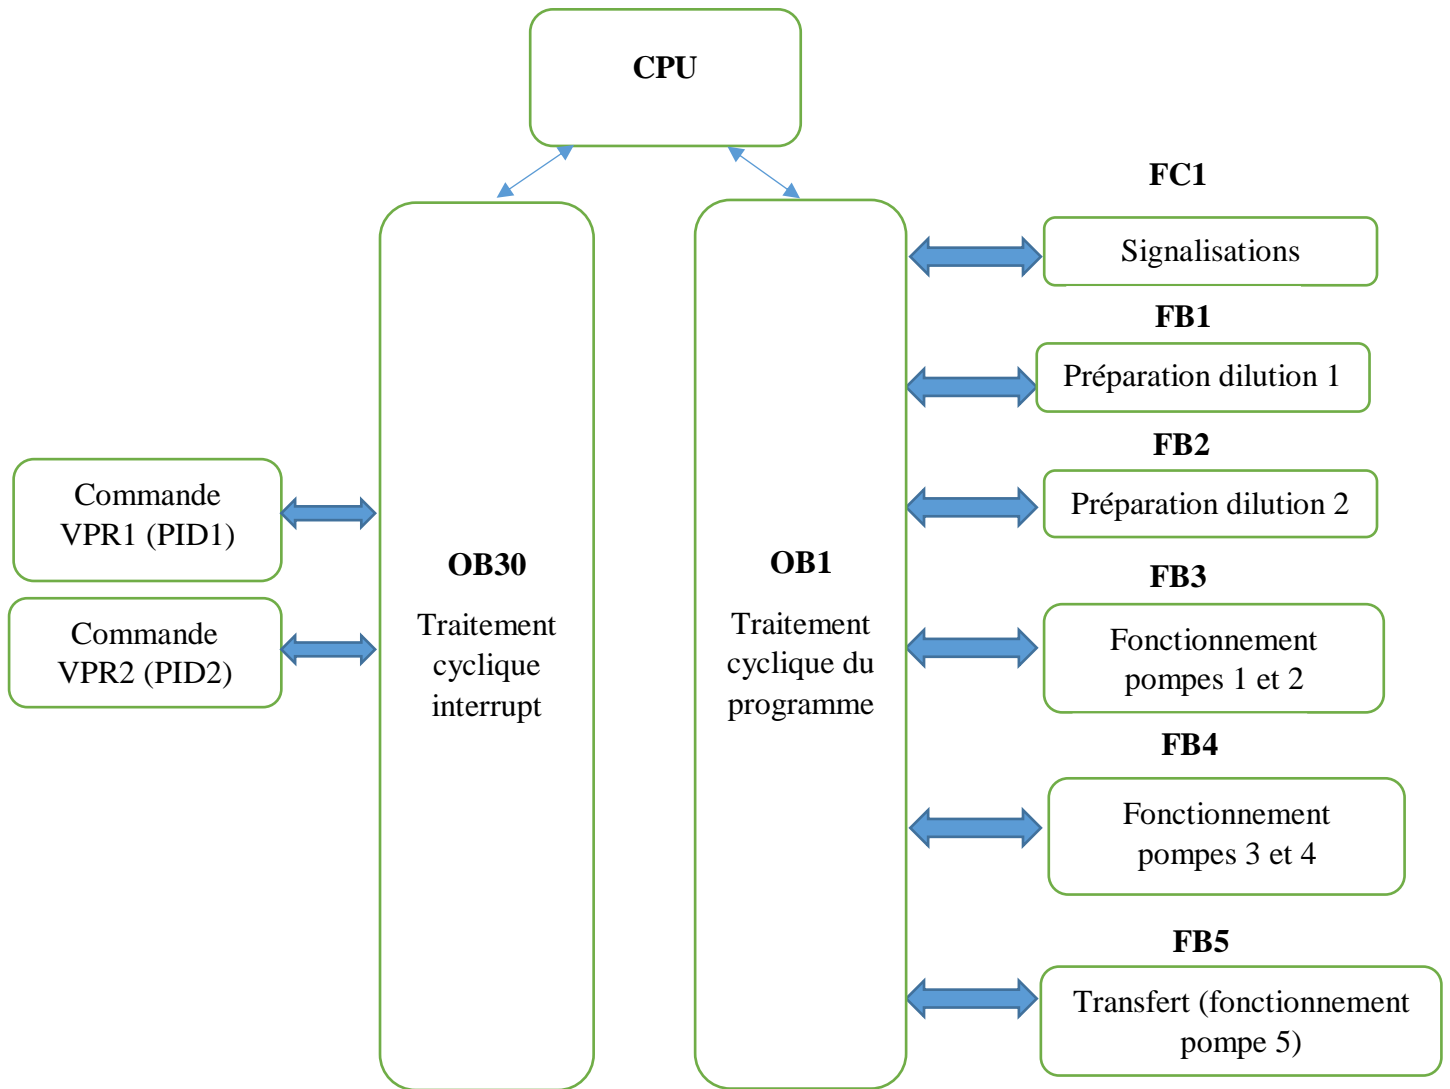 CPU
Commande
VPR1 (PID1)
Commande
VPR2 (PID2)
OB30
Traitement
cyclique
interrupt
OB1
Traitement
cyclique du
programme
FC1
Signalisations
FB1
Préparation dilution 1
FB2
Préparation dilution 2
FB3
Fonctionnement
pompes 1 et 2
FB4
Fonctionnement
pompes 3 et 4
FB5
Transfert (fonctionnement
pompe 5)